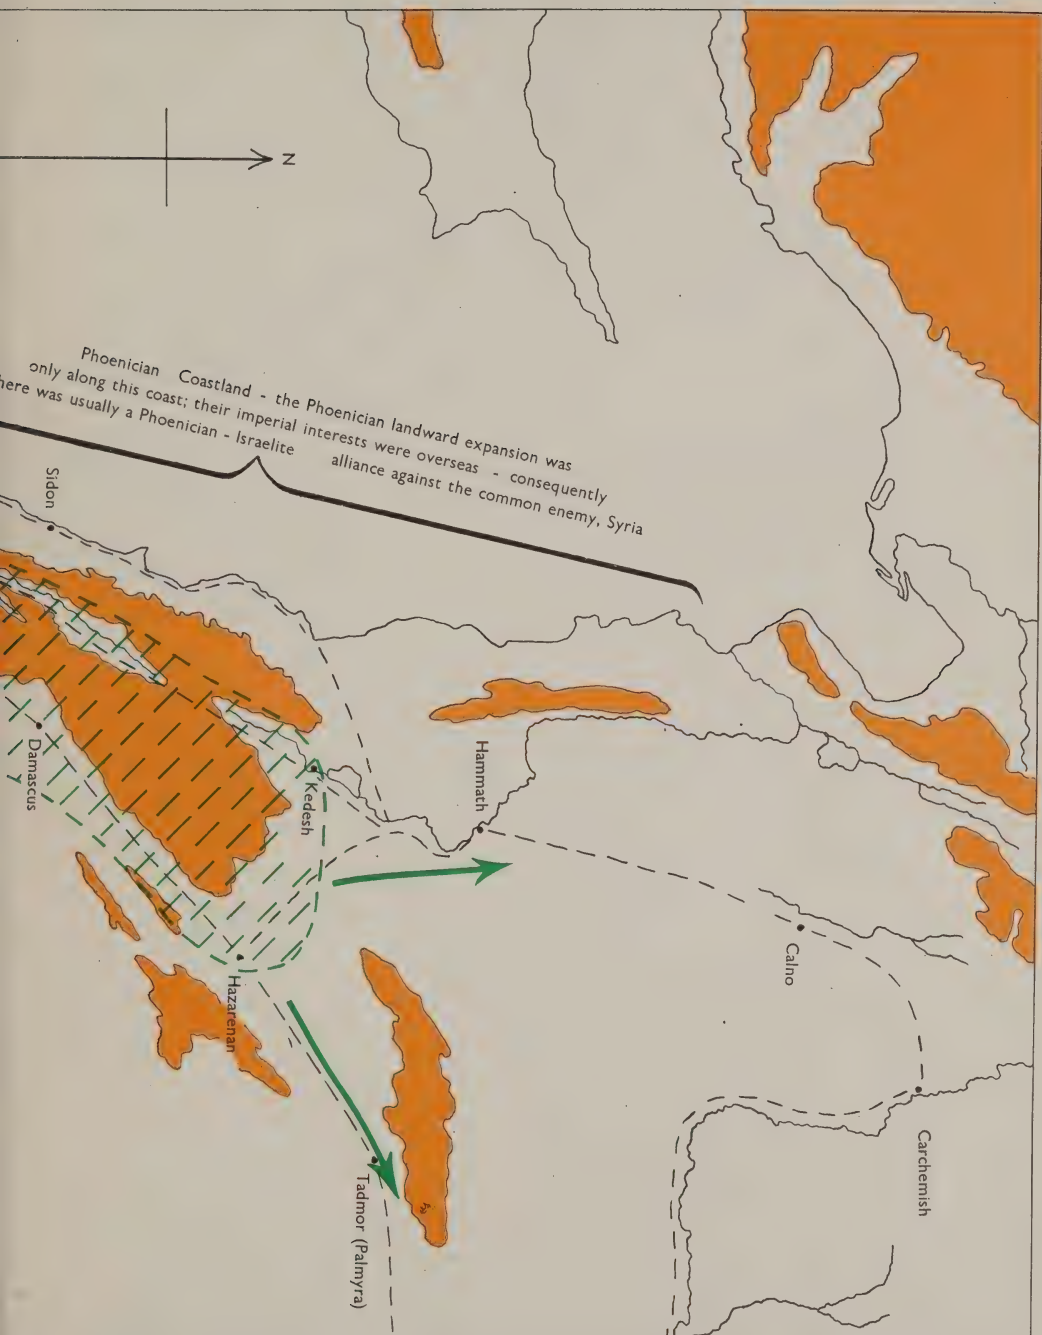 N
Phoenician Coastland - the Phoenician landward expansion was
only along this coast; their imperial interests were overseas - consequently
here was usually a Phoenician - Israelite alliance against the common enemy, Syria
Sidon
Damascus
Kedesh
Hammath
Hazarenan
Calno
Tadmor (Palmyra)
Carchemish